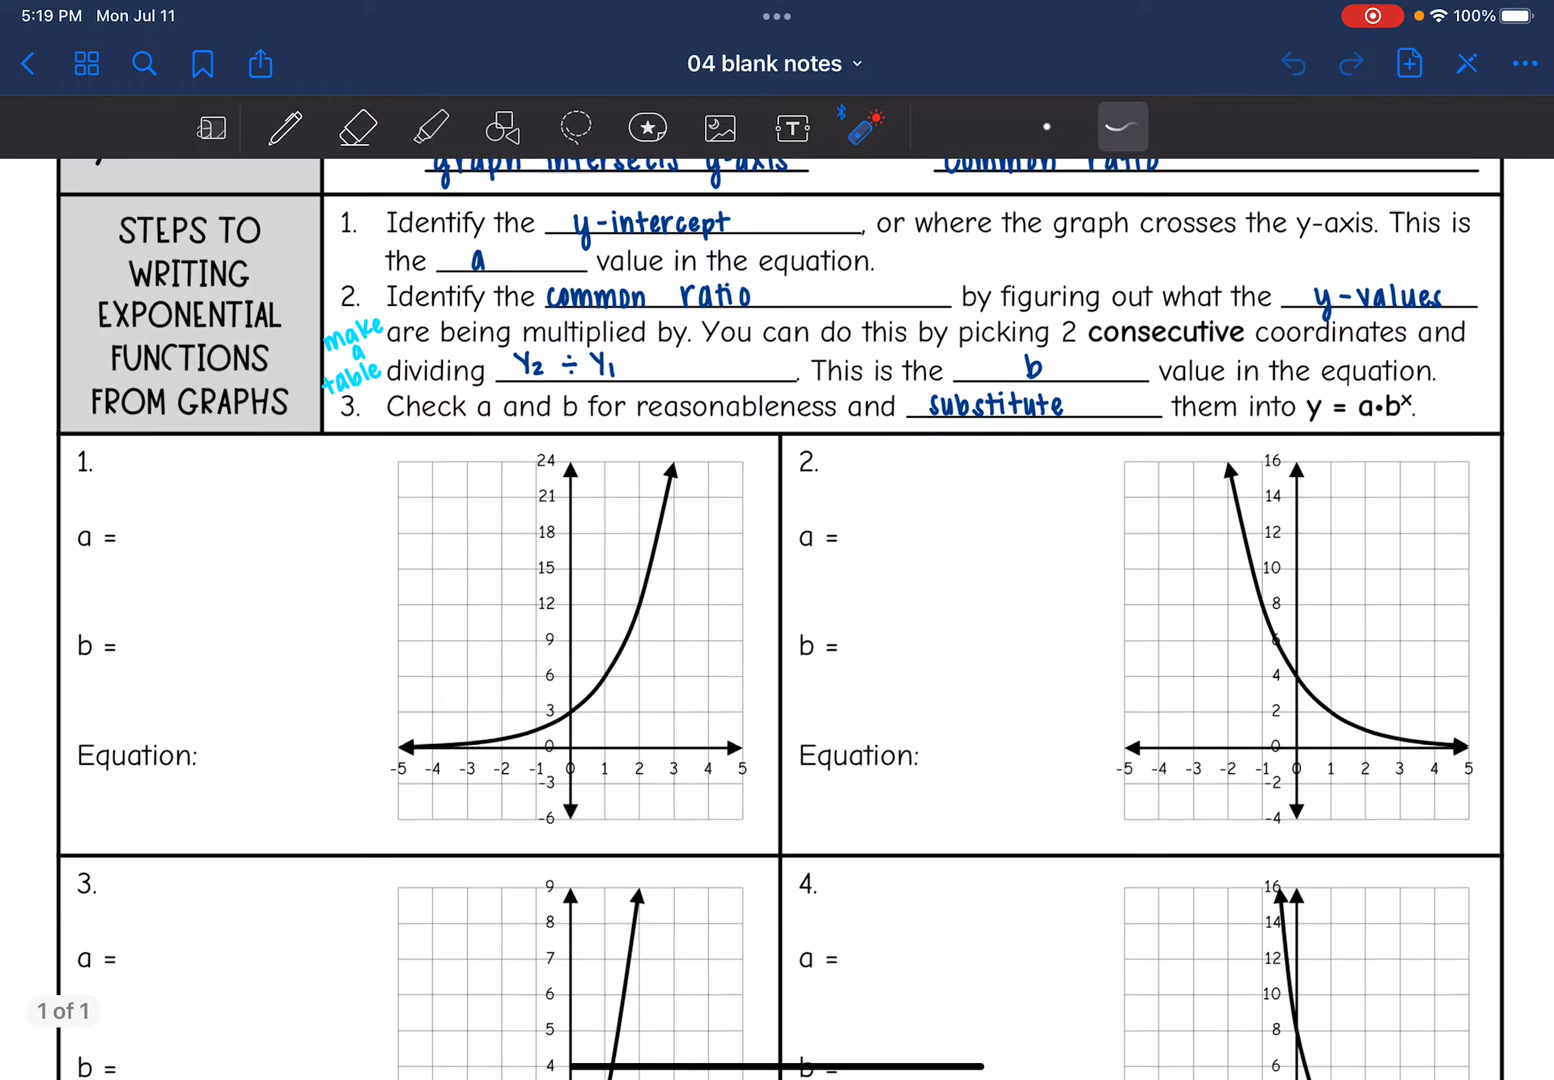 5:19 PM Mon Jul 11
100%
04 blank notes
graph intersects y-axis
common ratio
STEPS TO
WRITING
EXPONENTIAL
FUNCTIONS
FROM GRAPHS
1. Identify the y-intercept, or where the graph crosses the y-axis. This is
the a value in the equation.
2. Identify the common ratio by figuring out what the y-values
are being multiplied by. You can do this by picking 2 consecutive coordinates and
dividing Y₂ ÷ Y₁. This is the b value in the equation.
make
a
table
3. Check a and b for reasonableness and substitute them into y = a•bˣ.
1.
a =
b =
Equation:
24
21
18
15
12
9
6
3
0
-5 -4 -3 -2 -1 0 1 2 3 4 5
-3
-6
2.
a =
b =
Equation:
16
14
12
10
8
6
4
2
0
-5 -4 -3 -2 -1 0 1 2 3 4 5
-2
-4
3.
a =
b =
9
8
7
6
5
4
4.
a =
b =
16
14
12
10
8
6
1 of 1